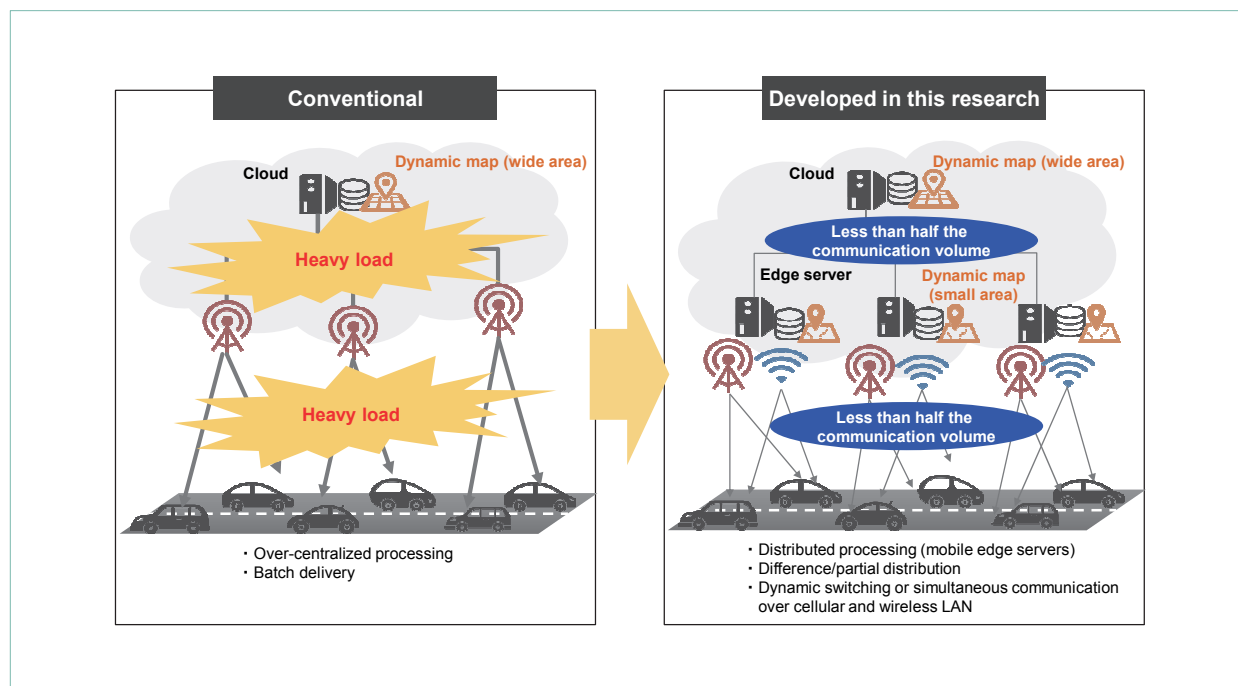 Conventional
Dynamic map (wide area)
Cloud
Heavy load
Heavy load
・Over-centralized processing
・Batch delivery
Developed in this research
Dynamic map (wide area)
Cloud
Less than half the
communication volume
Edge server
Dynamic map
(small area)
Less than half the
communication volume
・Distributed processing (mobile edge servers)
・Difference/partial distribution
・Dynamic switching or simultaneous communication
over cellular and wireless LAN